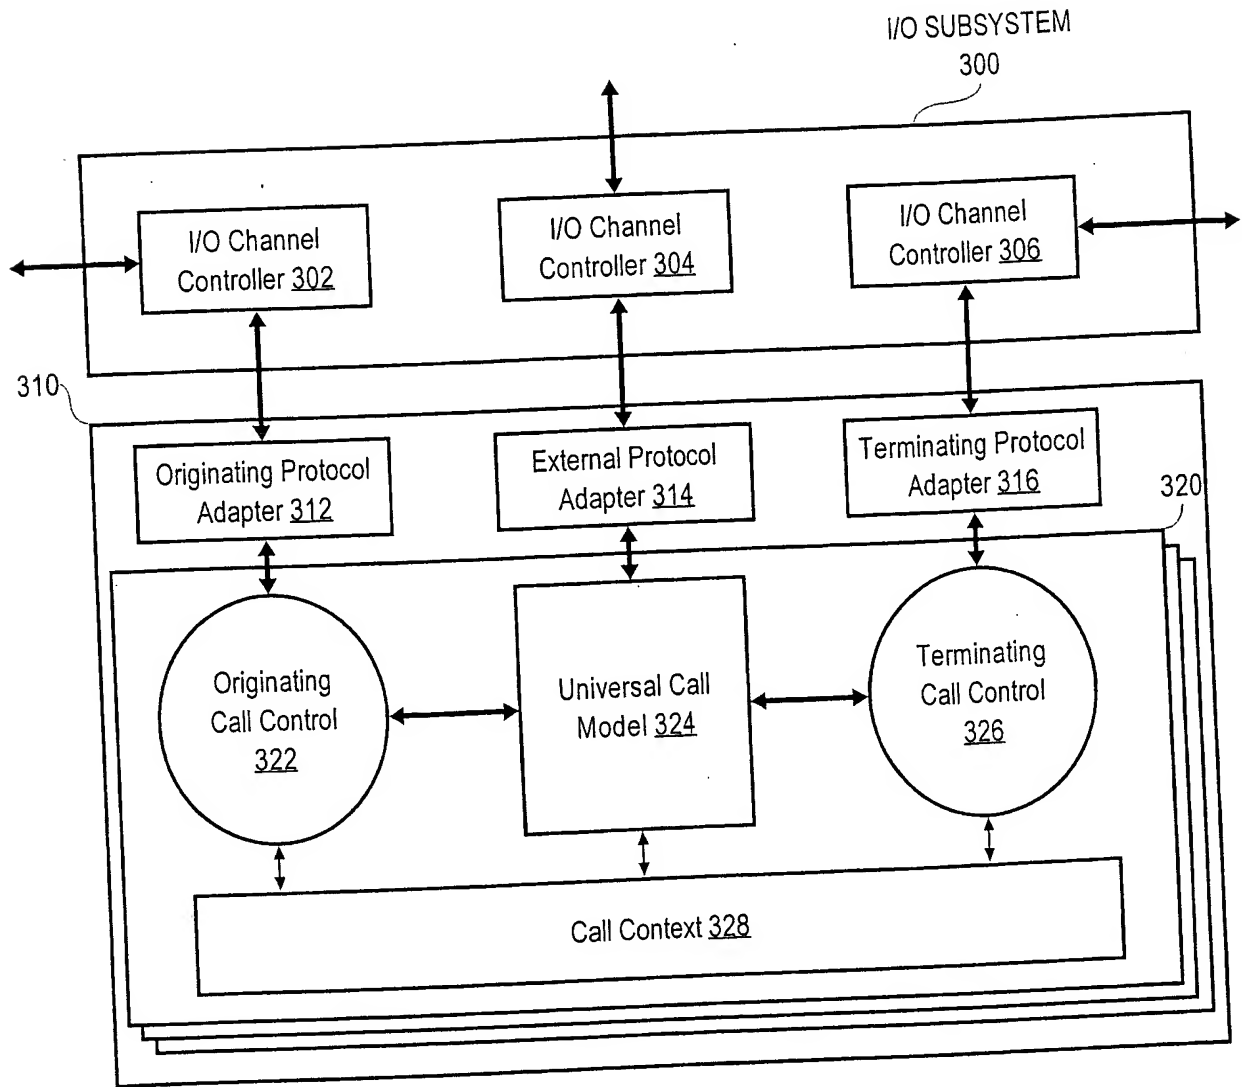 I/O SUBSYSTEM
300
I/O Channel
Controller 302
I/O Channel
Controller 304
I/O Channel
Controller 306
310
Originating Protocol
Adapter 312
External Protocol
Adapter 314
Terminating Protocol
Adapter 316
320
Originating
Call Control
322
Universal Call
Model 324
Terminating
Call Control
326
Call Context 328